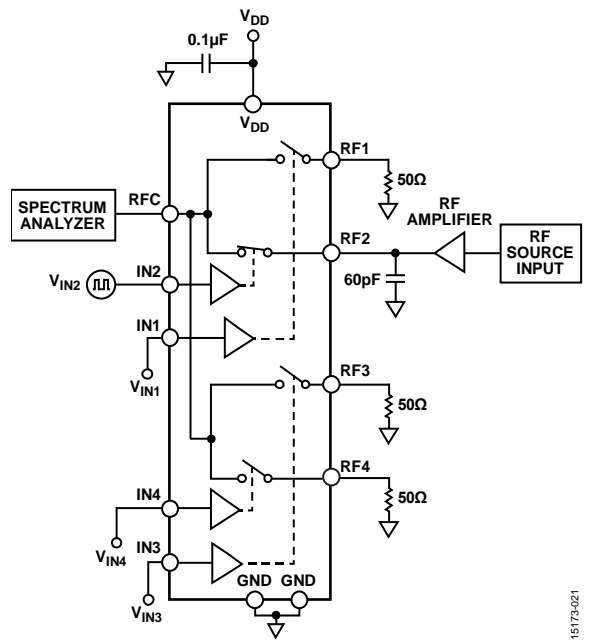 VDD
0.1µF
VDD
RF1
50Ω
SPECTRUM
ANALYZER
RFC
RF2
RF
AMPLIFIER
RF
SOURCE
INPUT
60pF
VIN2
IN2
IN1
VIN1
RF3
50Ω
RF4
50Ω
IN4
VIN4
IN3
VIN3
GND GND
15173-021